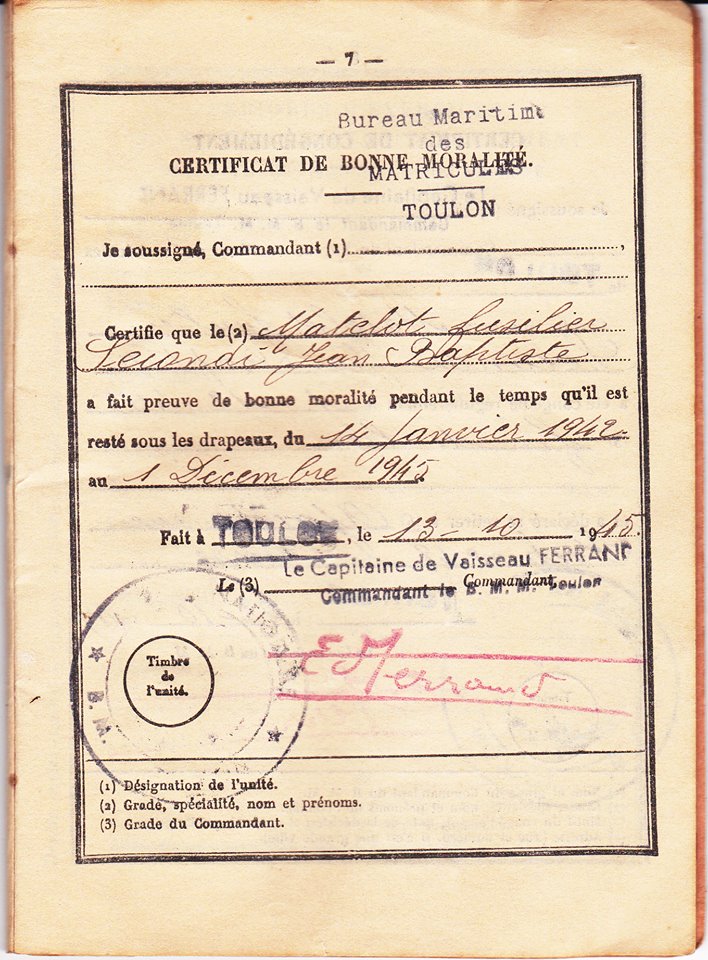 — 7 —
Bureau Maritime
des
CERTIFICAT DE BONNE MORALITÉ.
MATRICULES
TOULON
Je soussigné, Commandant (1)
Certifie que le (2) Matelot fusilier
Jean Baptiste
a fait preuve de bonne moralité pendant le temps qu'il est
resté sous les drapeaux, du 14 Janvier 1942
au 1 Décembre 1945
Fait à TOULON, le 13-10 1945.
Le Capitaine de Vaisseau FERRAND
Le (3) Commandant,
Commandant le B. M. M. Toulon
Ferrand
Timbre
de
l'unité.
(1) Désignation de l'unité.
(2) Grade, spécialité, nom et prénoms.
(3) Grade du Commandant.